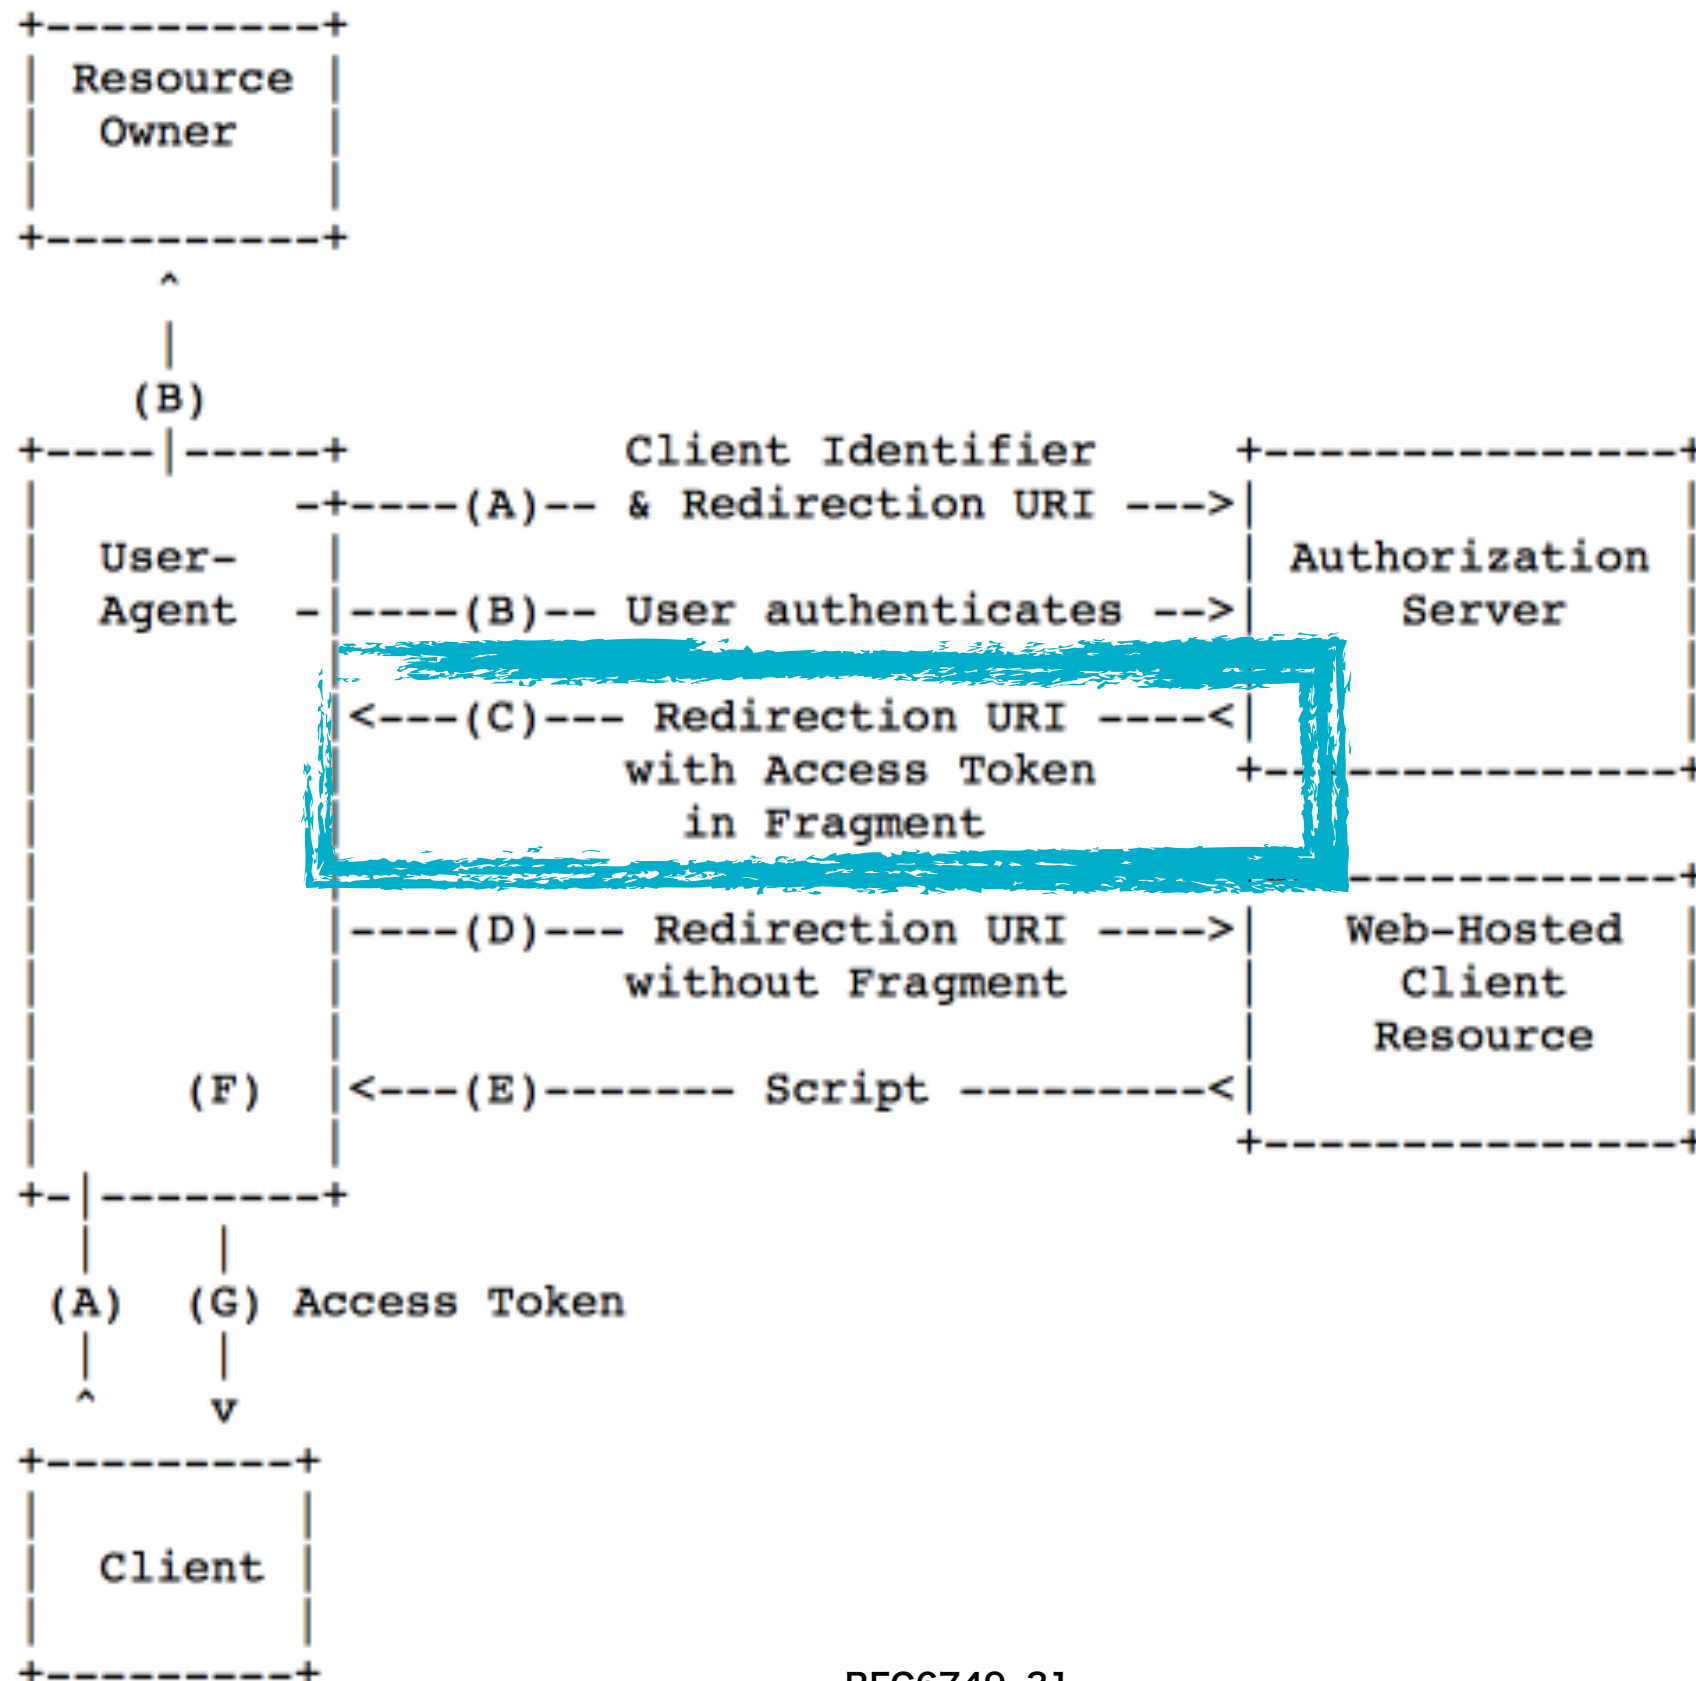 +----------+
| Resource |
|  Owner   |
|          |
+----------+
     ^
     |
    (B)
+----|-----+          Client Identifier     +---------------+
|         -+----(A)-- & Redirection URI --->|               |
|  User-   |                                | Authorization |
|  Agent  -|----(B)-- User authenticates -->|     Server    |
|          |                                |               |
|          |<---(C)--- Redirection URI ----<|               |
|          |          with Access Token     +---------------+
|          |            in Fragment
|          |                                +---------------+
|          |----(D)--- Redirection URI ---->|   Web-Hosted  |
|          |          without Fragment      |     Client    |
|          |                                |    Resource   |
|     (F)  |<---(E)------- Script ---------<|               |
|          |                                +---------------+
+-|--------+
  |    |
 (A)  (G) Access Token
  |    |
  ^    v
+---------+
|         |
|  Client |
|         |
+---------+